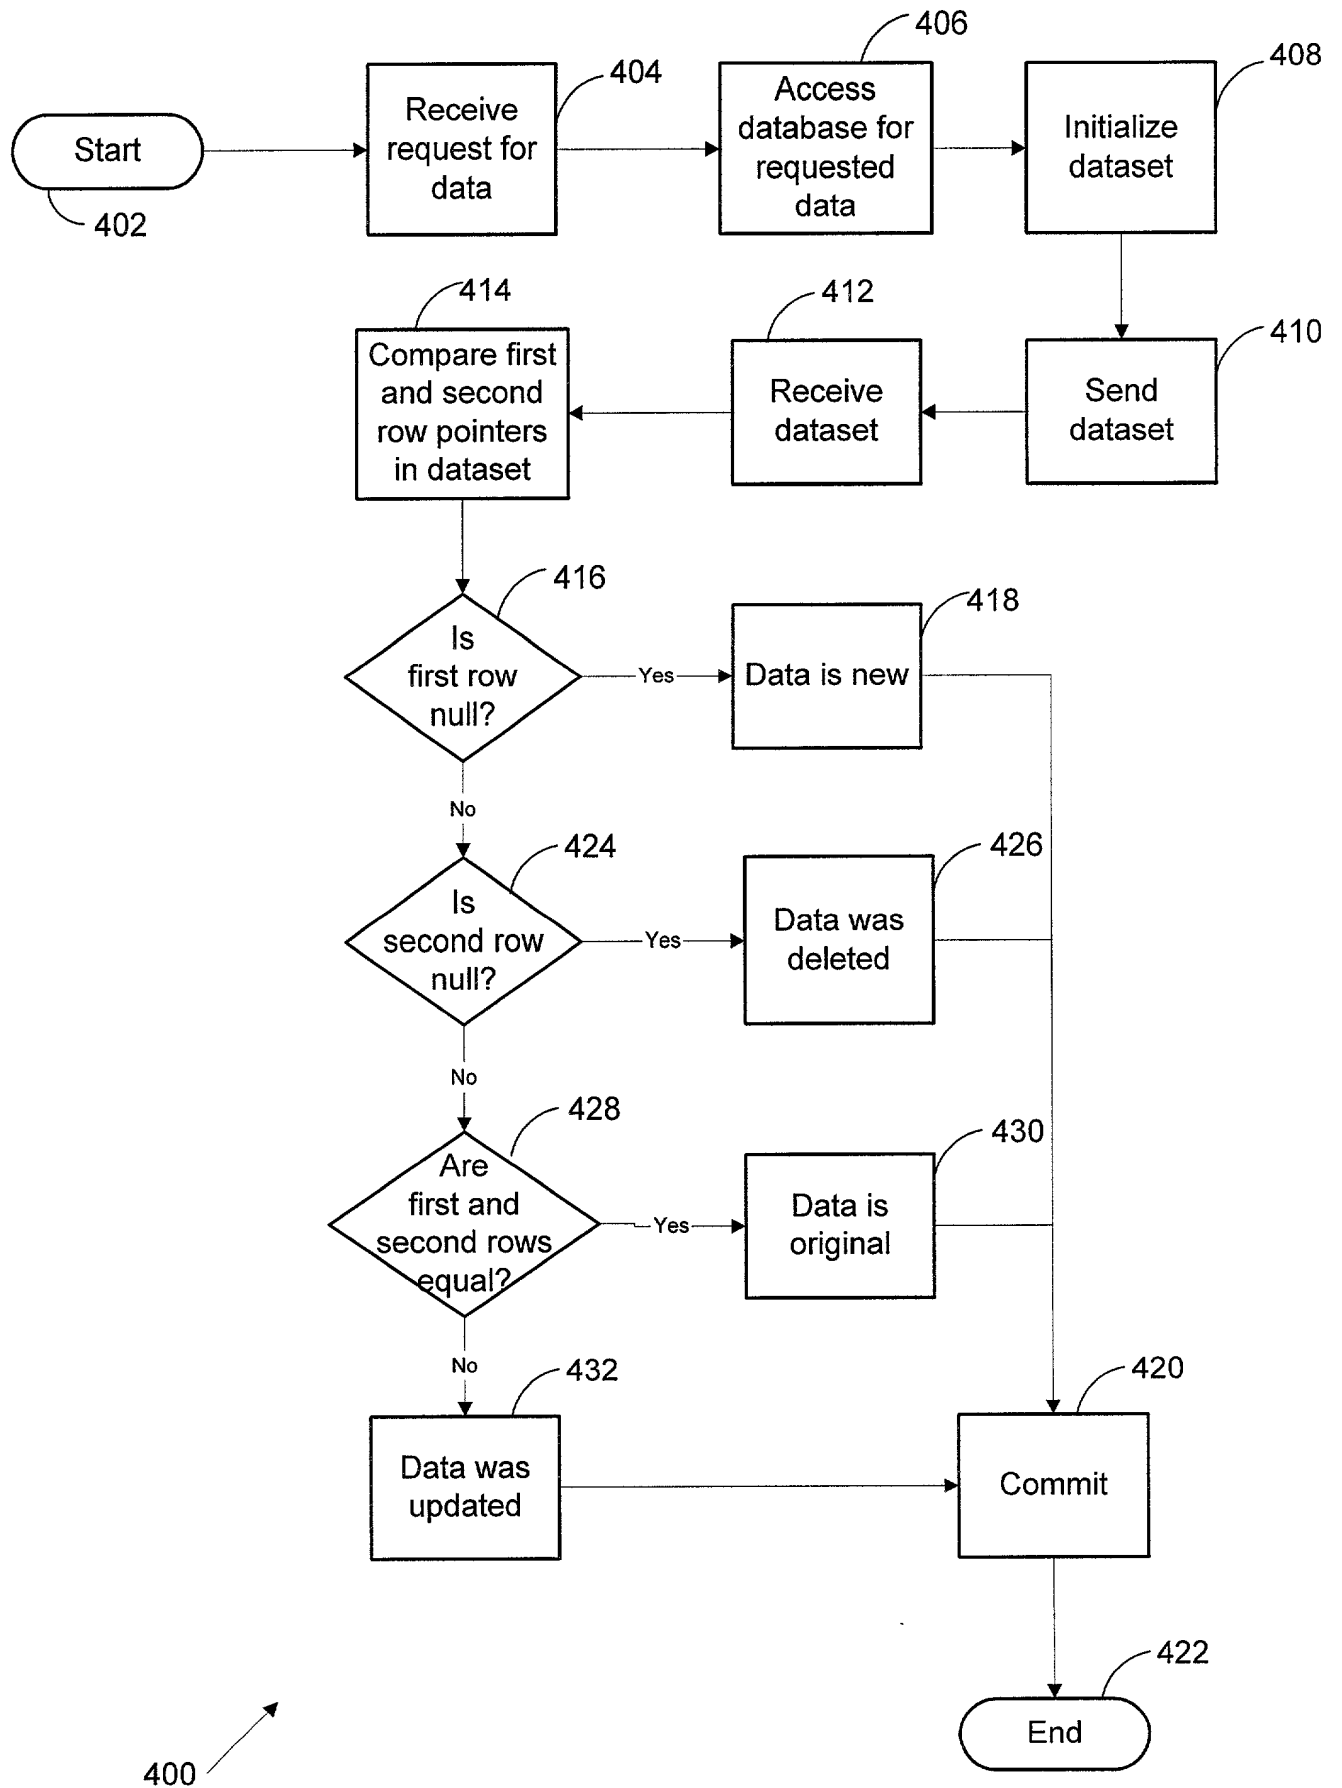 406
408
404
Start
Receive
request for
data
Access
database for
requested
data
Initialize
dataset
402
414
412
410
Compare first
and second
row pointers
in dataset
Receive
dataset
Send
dataset
416
418
Is
first row
null?
Yes
Data is new
No
424
426
Is
second row
null?
Yes
Data was
deleted
No
428
430
Are
first and
second rows
equal?
Yes
Data is
original
No
432
420
Data was
updated
Commit
422
End
400